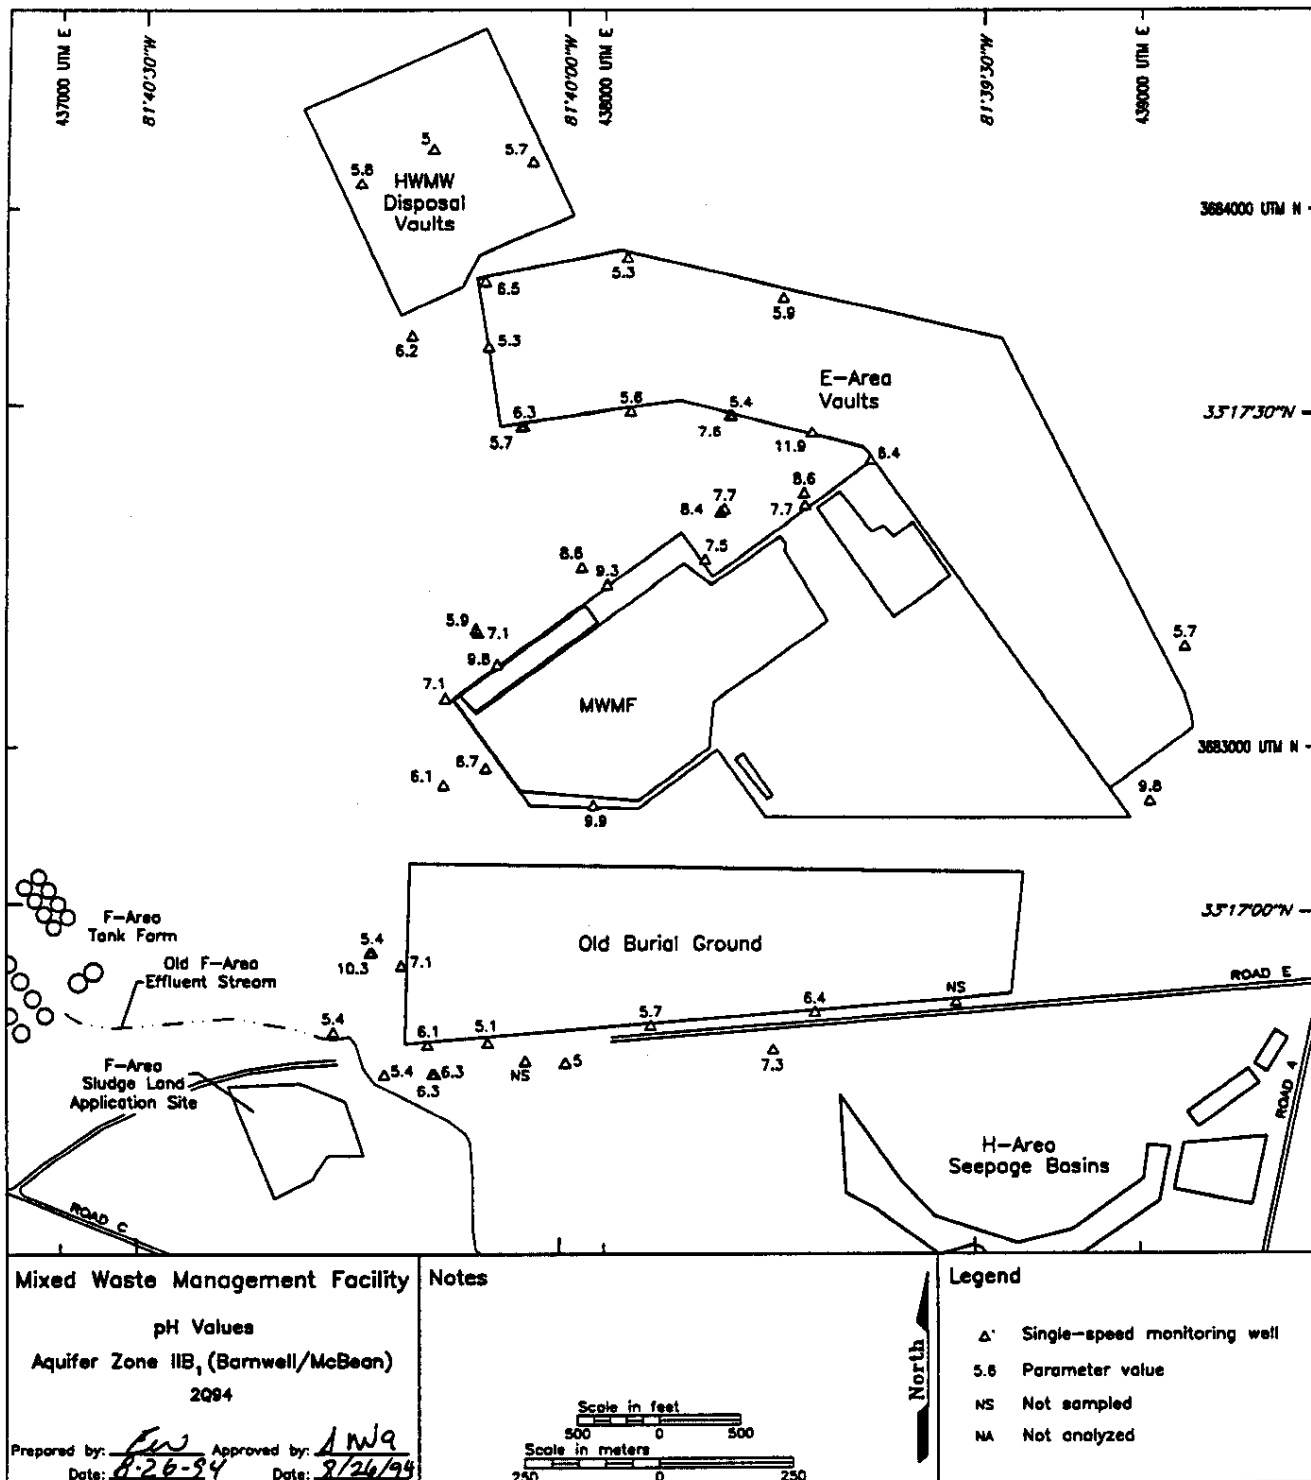 437000 UTM E
81°40'30"W
81°40'00"W
438000 UTM E
81°39'30"W
439000 UTM E
5
5.7
5.8
HWMW
Disposal
Vaults
3684000 UTM N
5.3
6.5
5.9
6.2
5.3
E-Area
Vaults
6.3
5.6
5.4
33°17'30"N
5.7
7.6
11.9
6.4
8.6
7.7
8.4
7.7
7.5
8.6
9.3
5.9
7.1
5.7
9.8
7.1
MWMF
3683000 UTM N
6.7
6.1
9.8
9.9
F-Area
Tank Farm
33°17'00"N
Old Burial Ground
5.4
10.3
7.1
Old F-Area
Effluent Stream
ROAD E
NS
6.4
5.7
5.4
6.1
5.1
7.3
F-Area
Sludge Land
Application Site
5.4
6.3
6.3
NS
5
ROAD A
H-Area
Seepage Basins
ROAD C
Mixed Waste Management Facility
pH Values
Aquifer Zone IIB₁ (Barnwell/McBean)
2Q94
Prepared by: Approved by:
Date: 8-26-94 Date: 8/26/94
Notes
Scale in feet
500 0 500
Scale in meters
250 0 250
North
Legend
Single-speed monitoring well
5.6 Parameter value
NS Not sampled
NA Not analyzed